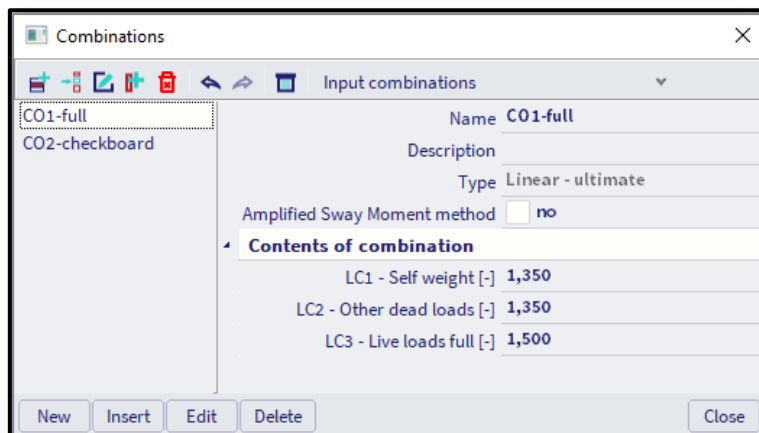 Combinations
Input combinations
CO1-full
CO2-checkboard
Name CO1-full
Description
Type Linear - ultimate
Amplified Sway Moment method no
Contents of combination
LC1 - Self weight [-] 1,350
LC2 - Other dead loads [-] 1,350
LC3 - Live loads full [-] 1,500
New Insert Edit Delete Close